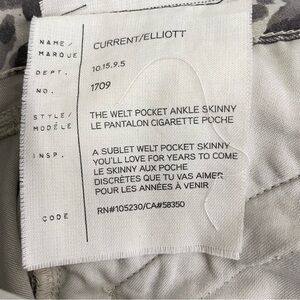 NAME/
MARQUE
CURRENT/ELLIOTT
DEPT.
10.15.9.5
NO.
1709
STYLE/
MODÈLE
THE WELT POCKET ANKLE SKINNY
LE PANTALON CIGARETTE POCHE
INSP.
A SUBLET WELT POCKET SKINNY
YOU'LL LOVE FOR YEARS TO COME
LE SKINNY AUX POCHE
DISCRÈTES QUE TU VAS AIMER
POUR LES ANNÉES À VENIR
CODE
RN#105230/CA#58350